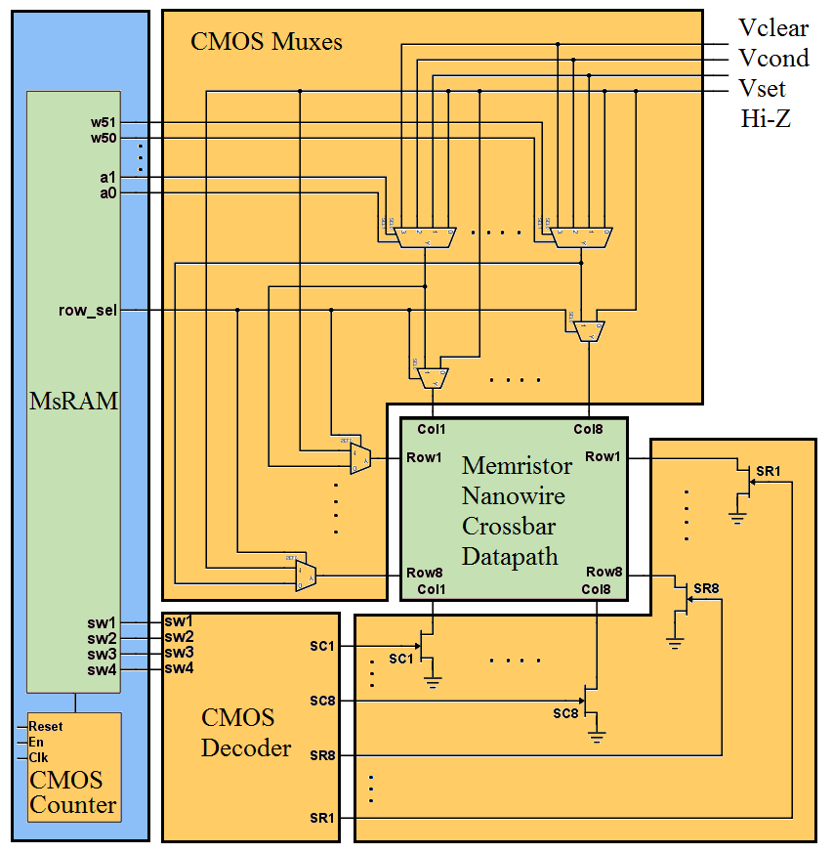 CMOS Muxes
Vclear
Vcond
Vset
Hi-Z
w51
w50
a1
a0
row_sel
MsRAM
sw1
sw2
sw3
sw4
Reset
En
Clk
CMOS
Counter
Col1
Col8
Row1
Row8
Col1
Col8
Row1
Row8
Memristor
Nanowire
Crossbar
Datapath
SR1
SR8
SC1
SC8
sw1
sw2
sw3
sw4
CMOS
Decoder
SC1
SC8
SR8
SR1